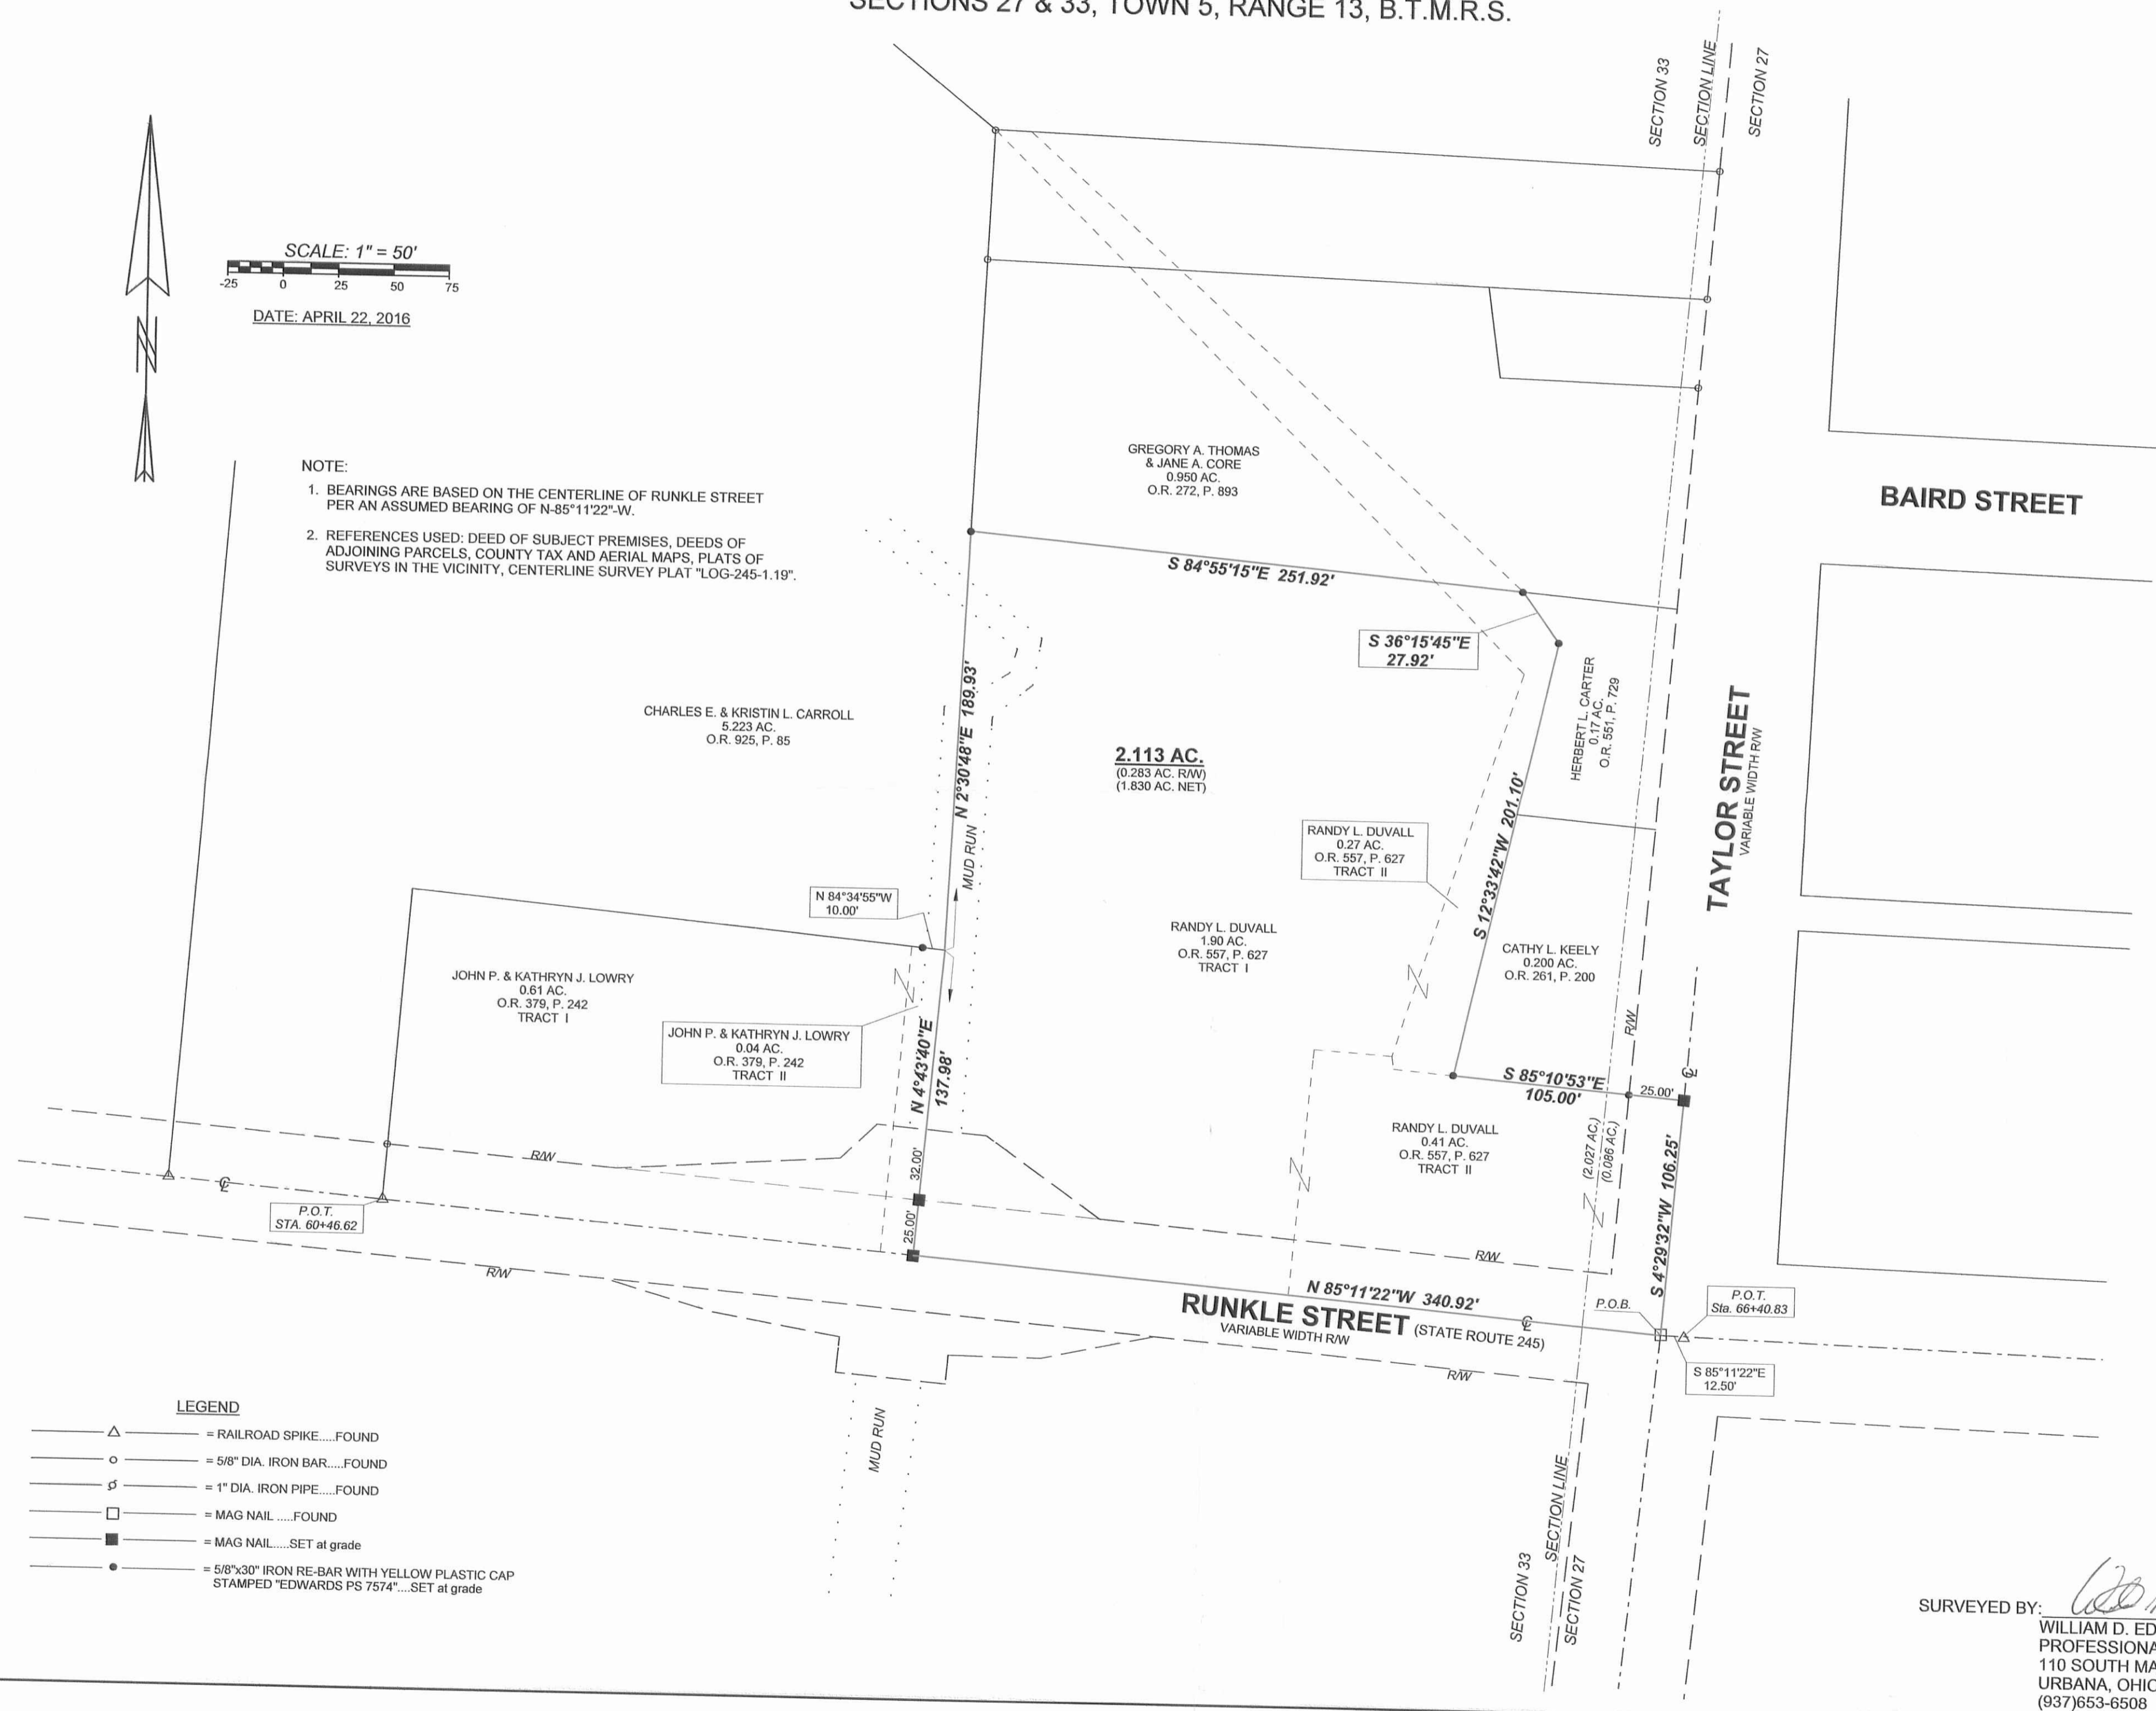 SECTIONS 27 & 33, TOWN 5, RANGE 13, B.T.M.R.S.
SECTION 33
SECTION LINE
SECTION 27
SCALE: 1" = 50'
-25 0 25 50 75
DATE: APRIL 22, 2016
N
NOTE:
1. BEARINGS ARE BASED ON THE CENTERLINE OF RUNKLE STREET
PER AN ASSUMED BEARING OF N-85°11'22"-W.
2. REFERENCES USED: DEED OF SUBJECT PREMISES, DEEDS OF
ADJOINING PARCELS, COUNTY TAX AND AERIAL MAPS, PLATS OF
SURVEYS IN THE VICINITY, CENTERLINE SURVEY PLAT "LOG-245-1.19".
GREGORY A. THOMAS
& JANE A. CORE
0.950 AC.
O.R. 272, P. 893
BAIRD STREET
S 84°55'15"E 251.92'
S 36°15'45"E
27.92'
HERBERT L. CARTER
0.17 AC.
O.R. 551, P. 729
TAYLOR STREET
VARIABLE WIDTH R/W
CHARLES E. & KRISTIN L. CARROLL
5.223 AC.
O.R. 925, P. 85
N 2°30'48"E 189.93'
MUD RUN
2.113 AC.
(0.283 AC. R/W)
(1.830 AC. NET)
RANDY L. DUVALL
0.27 AC.
O.R. 557, P. 627
TRACT II
S 12°33'42"W 201.10'
N 84°34'55"W
10.00'
RANDY L. DUVALL
1.90 AC.
O.R. 557, P. 627
TRACT I
CATHY L. KEELY
0.200 AC.
O.R. 261, P. 200
JOHN P. & KATHRYN J. LOWRY
0.61 AC.
O.R. 379, P. 242
TRACT I
JOHN P. & KATHRYN J. LOWRY
0.04 AC.
O.R. 379, P. 242
TRACT II
N 4°43'40"E
137.98'
R/W
S 85°10'53"E
105.00'
25.00'
℄
RANDY L. DUVALL
0.41 AC.
O.R. 557, P. 627
TRACT II
(2.027 AC.)
(0.086 AC.)
S 4°29'32"W 106.25'
R/W
℄
32.00'
25.00'
P.O.T.
STA. 60+46.62
R/W
R/W
N 85°11'22"W 340.92'
℄
RUNKLE STREET (STATE ROUTE 245)
VARIABLE WIDTH R/W
P.O.B.
P.O.T.
Sta. 66+40.83
R/W
S 85°11'22"E
12.50'
MUD RUN
SECTION 33
SECTION LINE
SECTION 27
LEGEND
= RAILROAD SPIKE.....FOUND
= 5/8" DIA. IRON BAR.....FOUND
= 1" DIA. IRON PIPE.....FOUND
= MAG NAIL .....FOUND
= MAG NAIL.....SET at grade
= 5/8"x30" IRON RE-BAR WITH YELLOW PLASTIC CAP
STAMPED "EDWARDS PS 7574"....SET at grade
SURVEYED BY:
WILLIAM D. ED
PROFESSIONA
110 SOUTH MA
URBANA, OHIO
(937)653-6508